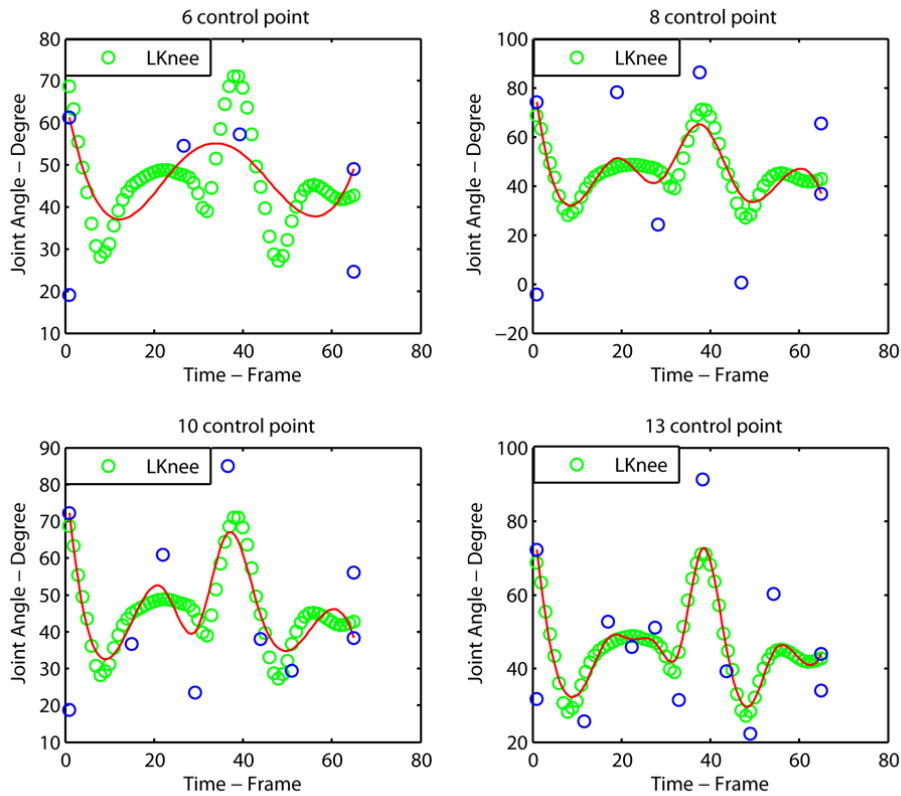 6 control point
80
70
60
50
40
30
20
10
LKnee
Joint Angle – Degree
0 20 40 60 80
Time – Frame
8 control point
100
80
60
40
20
0
−20
LKnee
Joint Angle – Degree
0 20 40 60 80
Time – Frame
10 control point
90
80
70
60
50
40
30
20
10
LKnee
Joint Angle – Degree
0 20 40 60 80
Time – Frame
13 control point
100
80
60
40
20
LKnee
Joint Angle – Degree
0 20 40 60 80
Time – Frame